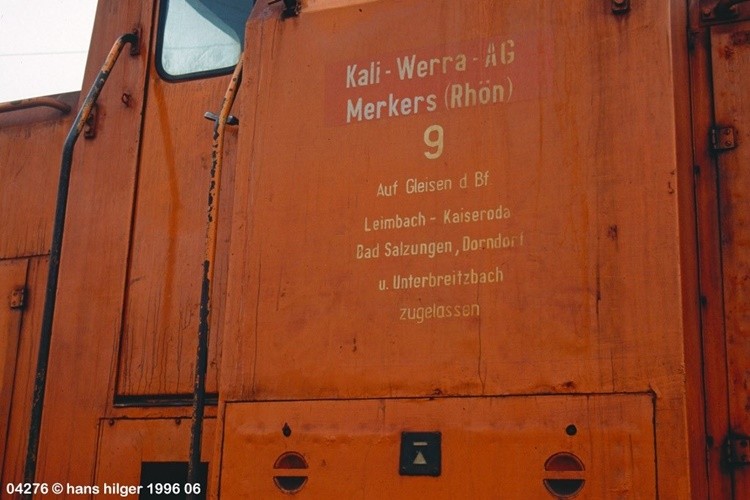 Kali - Werra - AG
Merkers (Rhön)
9
Auf Gleisen d Bf
Leimbach - Kaiseroda
Bad Salzungen, Dorndorf
u. Unterbreitzbach
zugelassen
04276 © hans hilger 1996 06